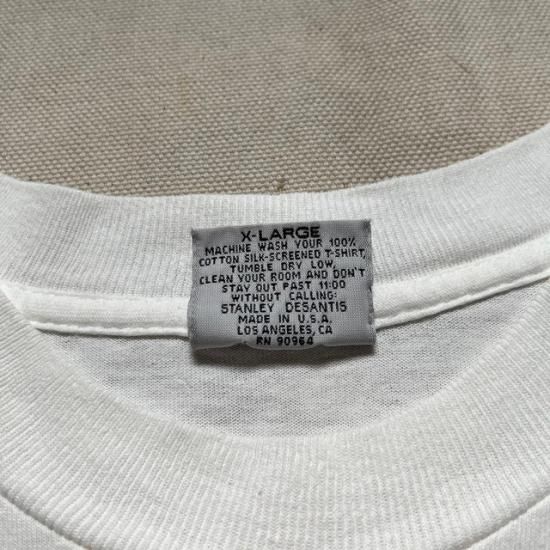 X-LARGE
MACHINE WASH YOUR 100%
COTTON SILK-SCREENED T-SHIRT,
TUMBLE DRY LOW,
CLEAN YOUR ROOM AND DON'T
STAY OUT PAST 11:00
WITHOUT CALLING:
STANLEY DESANTIS
MADE IN U.S.A.
LOS ANGELES, CA
RN 90964